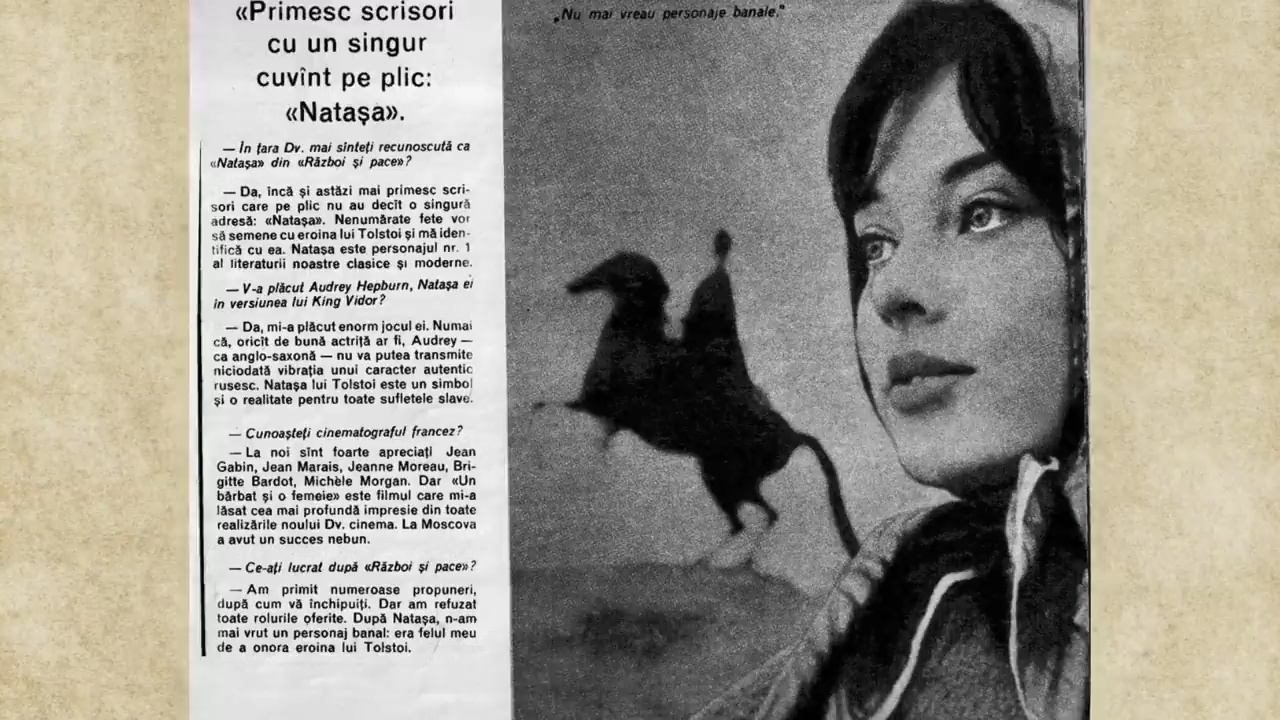 «Primesc scrisori
cu un singur
cuvînt pe plic:
«Natașa».
— In țara Dv. mai sînteți recunoscută ca
«Natașa» din «Război și pace»?
— Da, încă și astăzi mai primesc scri-
sori care pe plic nu au decît o singură
adresă: «Natașa». Nenumărate fete vor
să semene cu eroina lui Tolstoi și mă iden-
tifică cu ea. Natașa este personajul nr. 1
al literaturii noastre clasice și moderne.
— V-a plăcut Audrey Hepburn, Natașa ei
in versiunea lui King Vidor?
— Da, mi-a plăcut enorm jocul ei. Numai
că, oricît de bună actriță ar fi, Audrey —
ca anglo-saxonă — nu va putea transmite
niciodată vibrația unui caracter autentic
rusesc. Natașa lui Tolstoi este un simbol
și o realitate pentru toate sufletele slave.
— Cunoașteți cinematograful francez?
— La noi sînt foarte apreciați Jean
Gabin, Jean Marais, Jeanne Moreau, Bri-
gitte Bardot, Michèle Morgan. Dar «Un
bărbat și o femeie» este filmul care mi-a
lăsat cea mai profundă impresie din toate
realizările noului Dv. cinema. La Moscova
a avut un succes nebun.
— Ce-ați lucrat după «Război și pace»?
— Am primit numeroase propuneri,
după cum vă închipuiți. Dar am refuzat
toate rolurile oferite. După Natașa, n-am
mai vrut un personaj banal: era felul meu
de a onora eroina lui Tolstoi.
„Nu mai vreau personaje banale."